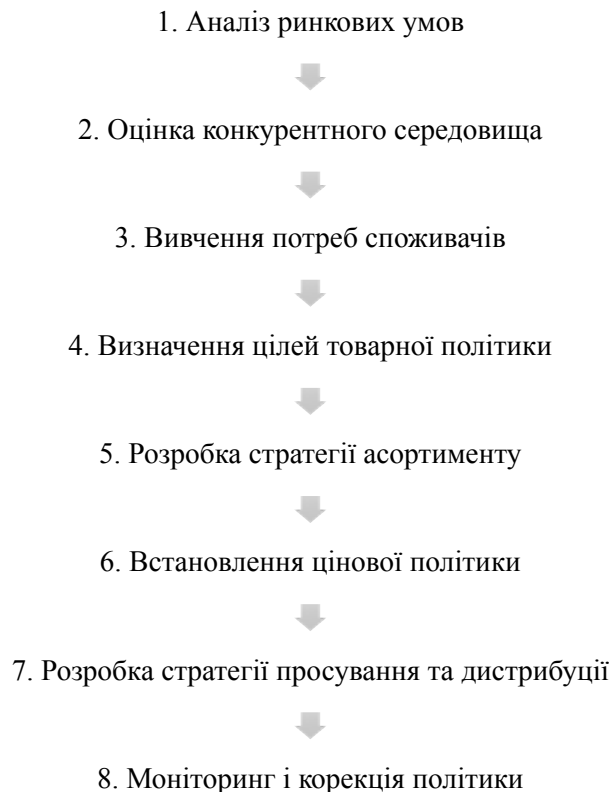 1. Аналіз ринкових умов
2. Оцінка конкурентного середовища
3. Вивчення потреб споживачів
4. Визначення цілей товарної політики
5. Розробка стратегії асортименту
6. Встановлення цінової політики
7. Розробка стратегії просування та дистрибуції
8. Моніторинг і корекція політики